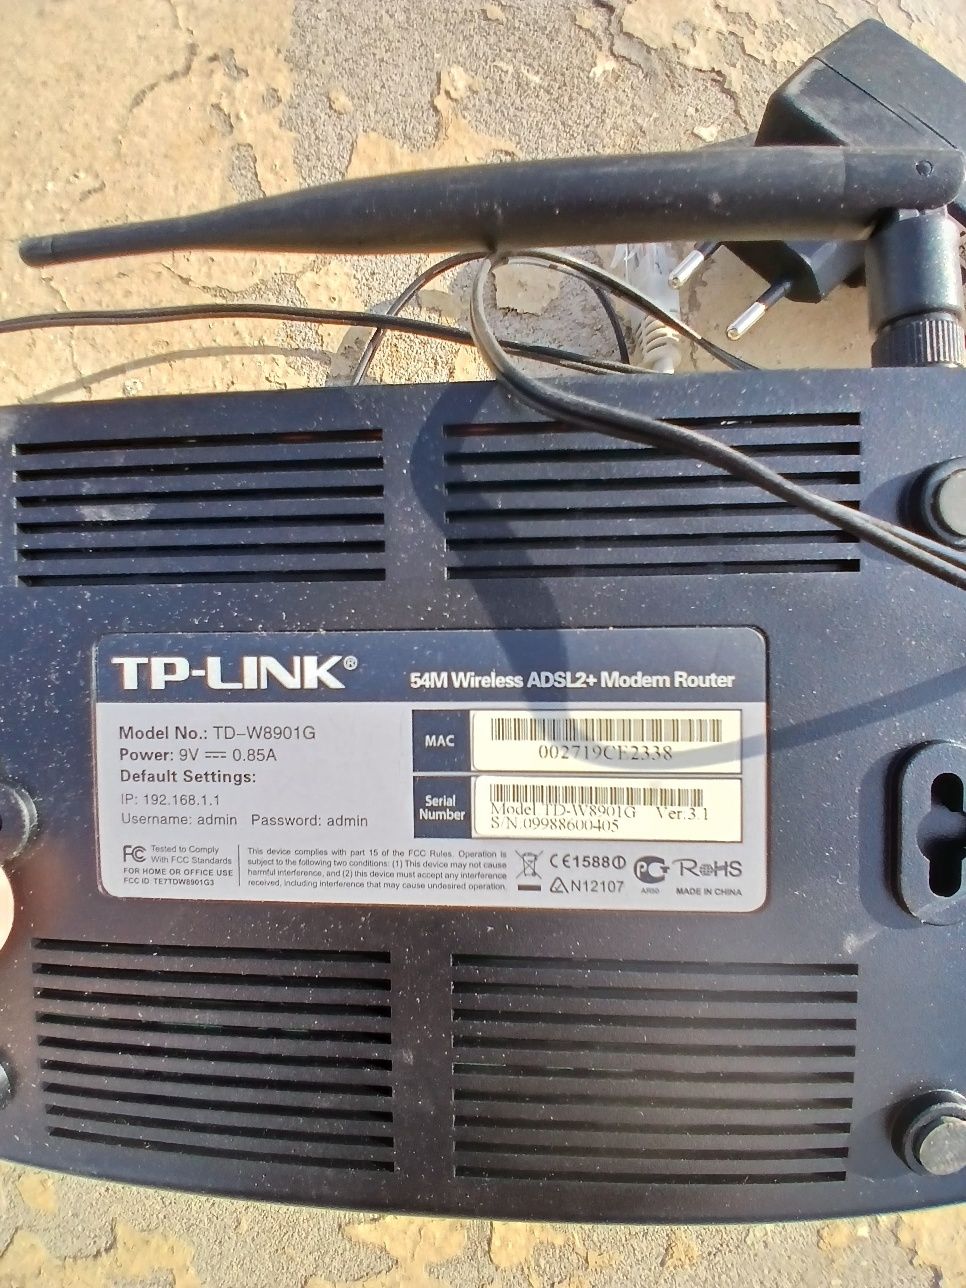 TP-LINK®
54M Wireless ADSL2+ Modem Router
Model No.: TD-W8901G
Power: 9V ⎓ 0.85A
Default Settings:
IP: 192.168.1.1
Username: admin Password: admin
MAC
002719CE2338
Serial Number
Model TD-W8901G Ver.3.1
S/N.09988600405
FC Tested to Comply
With FCC Standards
FOR HOME OR OFFICE USE
FCC ID: TE7TDW8901G3
This device complies with part 15 of the FCC Rules. Operation is
subject to the following two conditions: (1) This device may not cause
harmful interference, and (2) this device must accept any interference
received, including interference that may cause undesired operation.
CE1588
N12107
RoHS
MADE IN CHINA